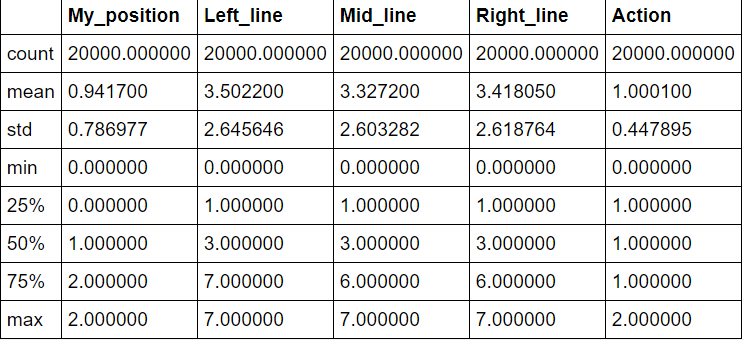 My_position Left_line Mid_line Right_line Action
count 20000.000000 20000.000000 20000.000000 20000.000000 20000.000000
mean 0.941700 3.502200 3.327200 3.418050 1.000100
std 0.786977 2.645646 2.603282 2.618764 0.447895
min 0.000000 0.000000 0.000000 0.000000 0.000000
25% 0.000000 1.000000 1.000000 1.000000 1.000000
50% 1.000000 3.000000 3.000000 3.000000 1.000000
75% 2.000000 7.000000 6.000000 6.000000 1.000000
max 2.000000 7.000000 7.000000 7.000000 2.000000